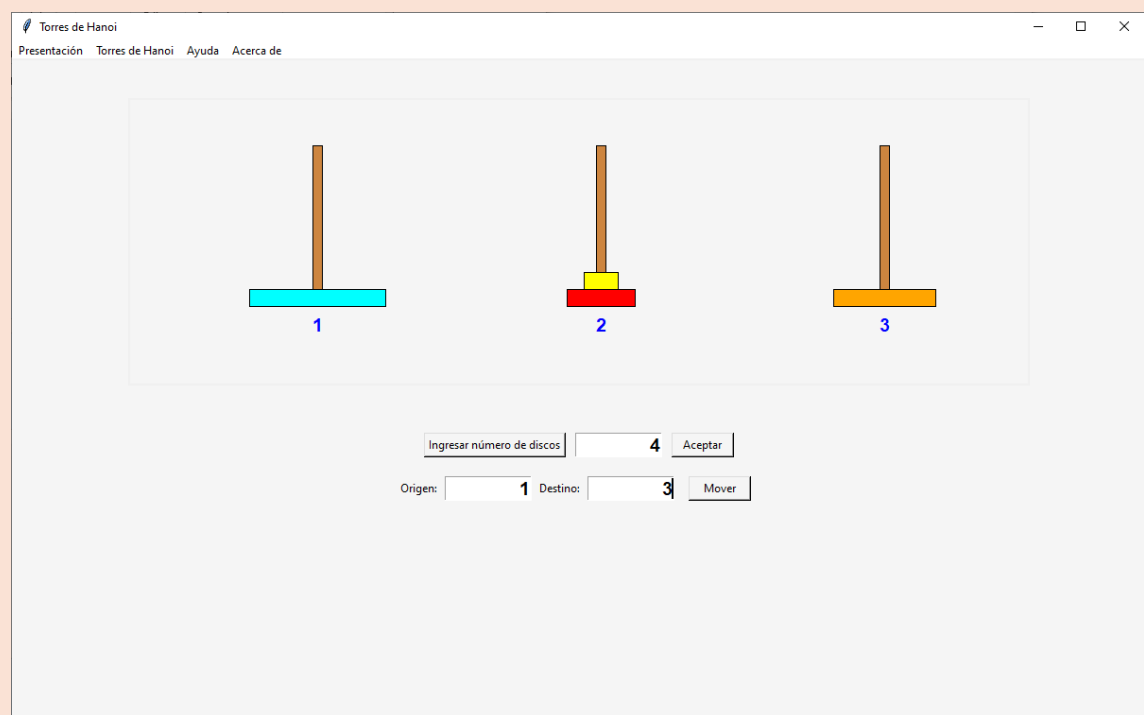 Torres de Hanoi
Presentación Torres de Hanoi Ayuda Acerca de
1 2 3
Ingresar número de discos 4 Aceptar
Origen: 1 Destino: 3 Mover